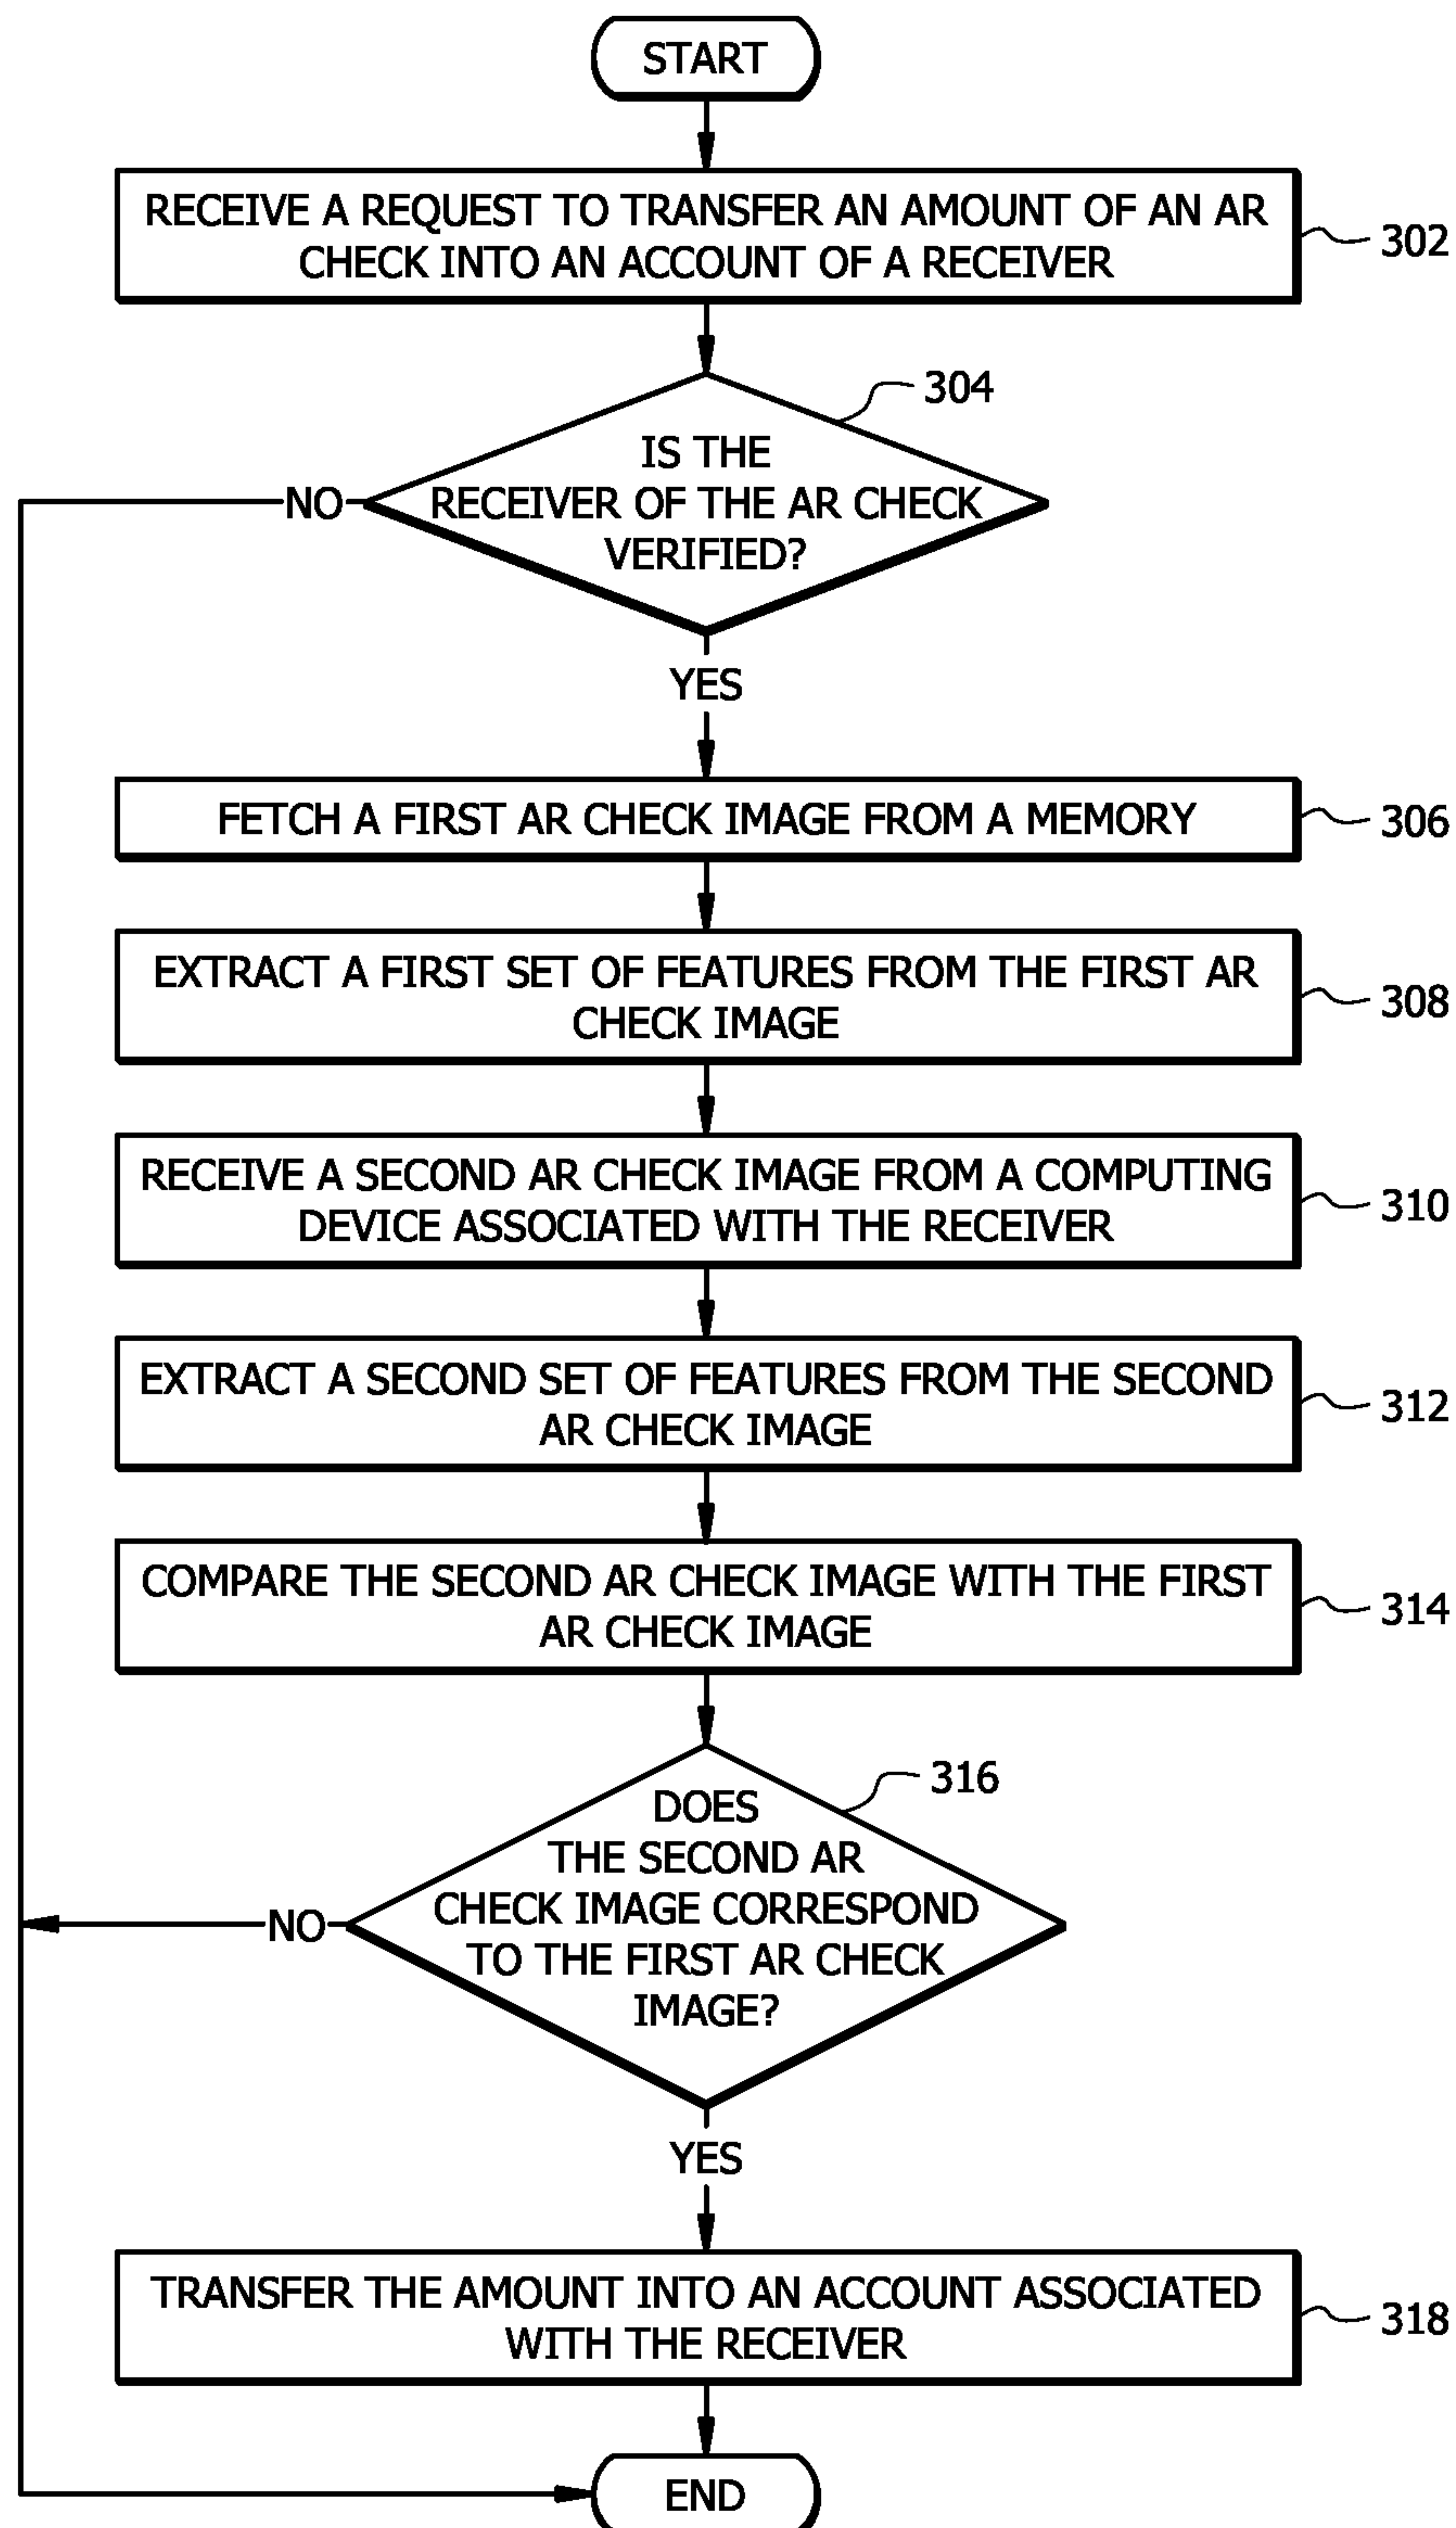 START
RECEIVE A REQUEST TO TRANSFER AN AMOUNT OF AN AR
CHECK INTO AN ACCOUNT OF A RECEIVER
302
304
IS THE
RECEIVER OF THE AR CHECK
VERIFIED?
NO
YES
FETCH A FIRST AR CHECK IMAGE FROM A MEMORY
306
EXTRACT A FIRST SET OF FEATURES FROM THE FIRST AR
CHECK IMAGE
308
RECEIVE A SECOND AR CHECK IMAGE FROM A COMPUTING
DEVICE ASSOCIATED WITH THE RECEIVER
310
EXTRACT A SECOND SET OF FEATURES FROM THE SECOND
AR CHECK IMAGE
312
COMPARE THE SECOND AR CHECK IMAGE WITH THE FIRST
AR CHECK IMAGE
314
316
DOES
THE SECOND AR
CHECK IMAGE CORRESPOND
TO THE FIRST AR CHECK
IMAGE?
NO
YES
TRANSFER THE AMOUNT INTO AN ACCOUNT ASSOCIATED
WITH THE RECEIVER
318
END